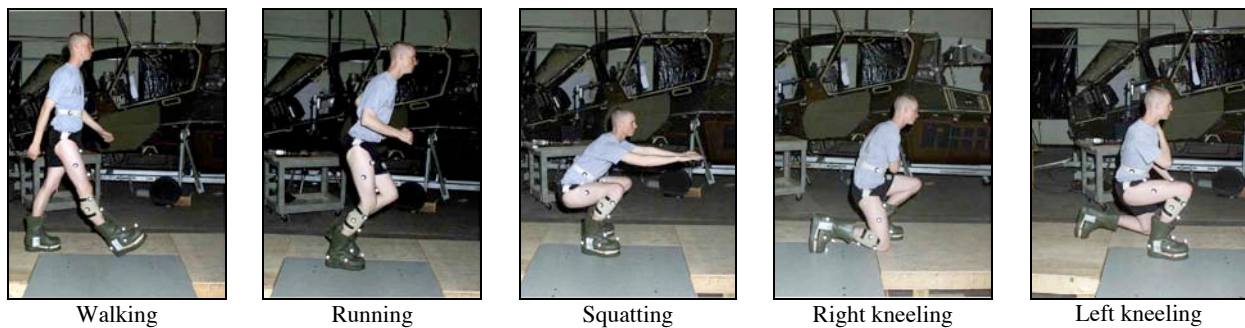 Walking
Running
Squatting
Right kneeling
Left kneeling